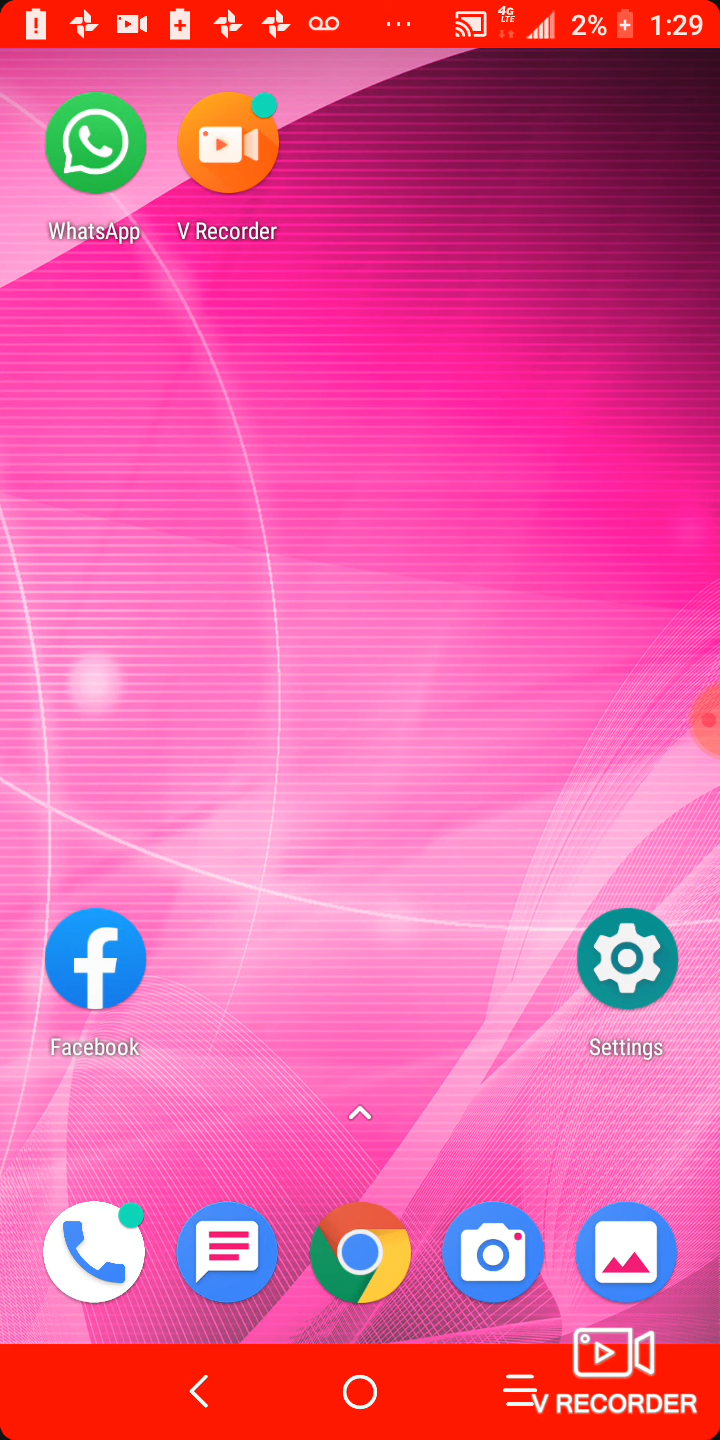 4G LTE 2% 1:29
WhatsApp V Recorder
Facebook Settings
V RECORDER